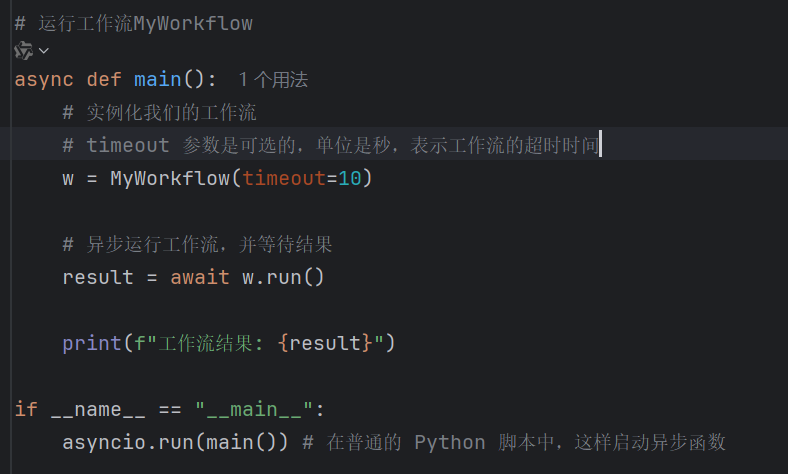 # 运行工作流MyWorkflow
async def main(): 1 个用法
# 实例化我们的工作流
# timeout 参数是可选的，单位是秒，表示工作流的超时时间
w = MyWorkflow(timeout=10)
# 异步运行工作流，并等待结果
result = await w.run()
print(f"工作流结果: {result}")
if __name__ == "__main__":
asyncio.run(main()) # 在普通的 Python 脚本中，这样启动异步函数